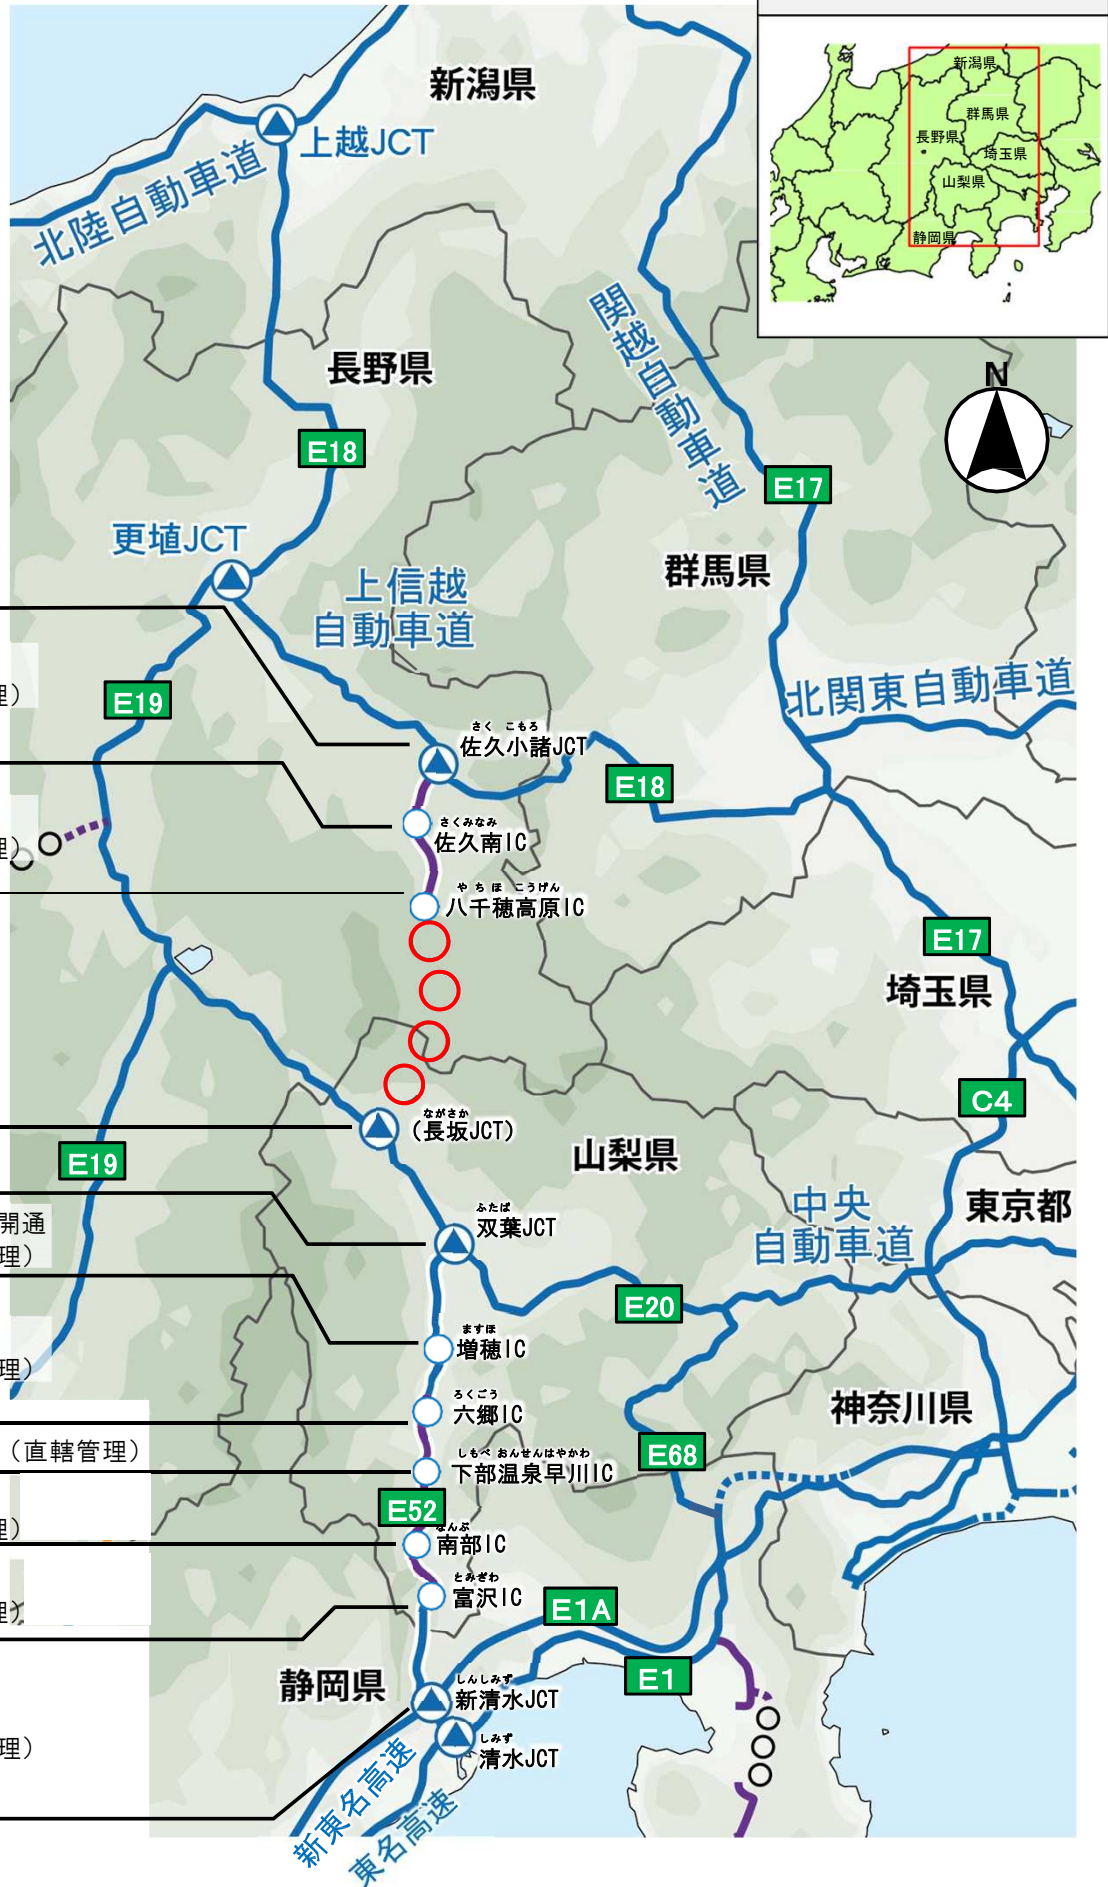 新潟県
群馬県
長野県
埼玉県
山梨県
静岡県
新潟県
上越JCT
北陸自動車道
関越自動車道
長野県
N
E18
E17
更埴JCT
群馬県
上信越
自動車道
理)
E19
北関東自動車道
さく こもろ
佐久小諸JCT
E18
さくみなみ
佐久南IC
理)
やちほ こうげん
八千穂高原IC
E17
埼玉県
C4
ながさか
(長坂JCT)
山梨県
E19
中央
自動車道
東京都
ふたば
双葉JCT
開通
理)
E20
ますほ
増穂IC
理)
ろくごう
六郷IC
神奈川県
(直轄管理)
しもべ おんせんはやかわ
下部温泉早川IC
E68
E52
理)
なんぶ
南部IC
とみざわ
富沢IC
理)
E1A
E1
静岡県
しんしみず
新清水JCT
しみず
清水JCT
理)
新東名高速
東名高速